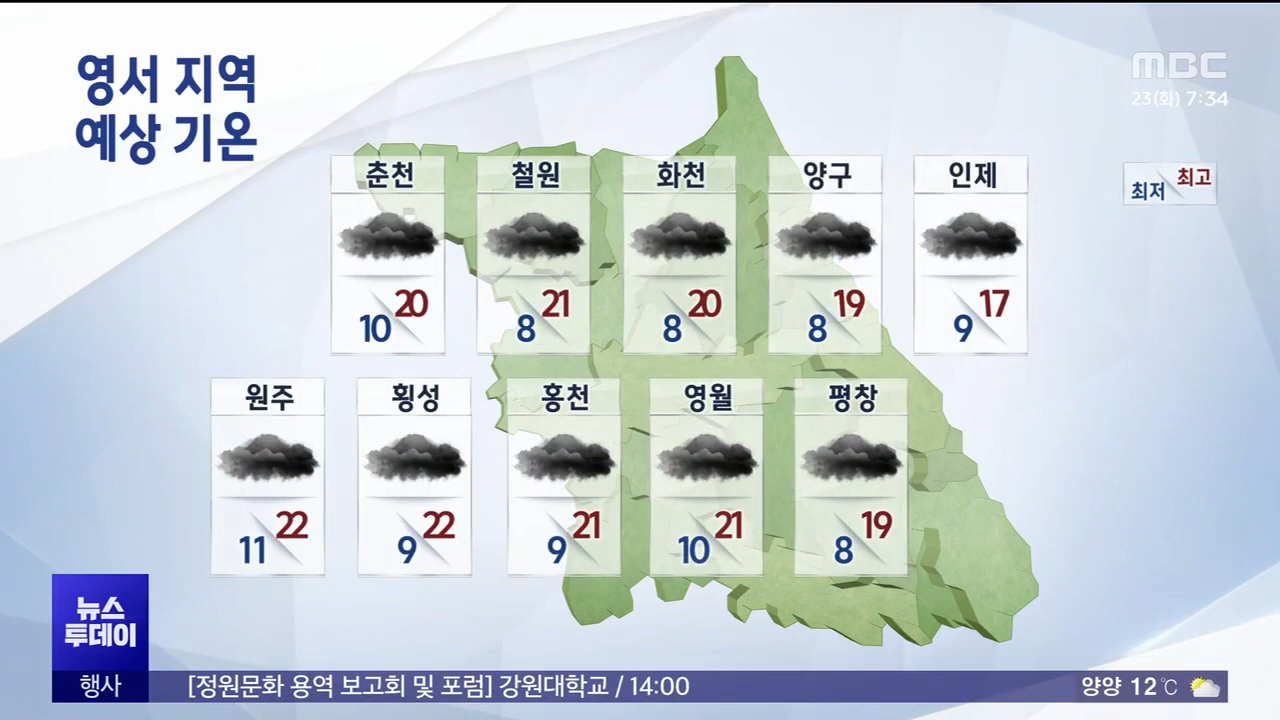 영서 지역
예상 기온
MBC
23(화) 7:34
최저 최고
춘천
10 20
철원
8 21
화천
8 20
양구
8 19
인제
9 17
원주
11 22
횡성
9 22
홍천
9 21
영월
10 21
평창
8 19
뉴스
투데이
행사
[정원문화 용역 보고회 및 포럼] 강원대학교 / 14:00
양양 12℃